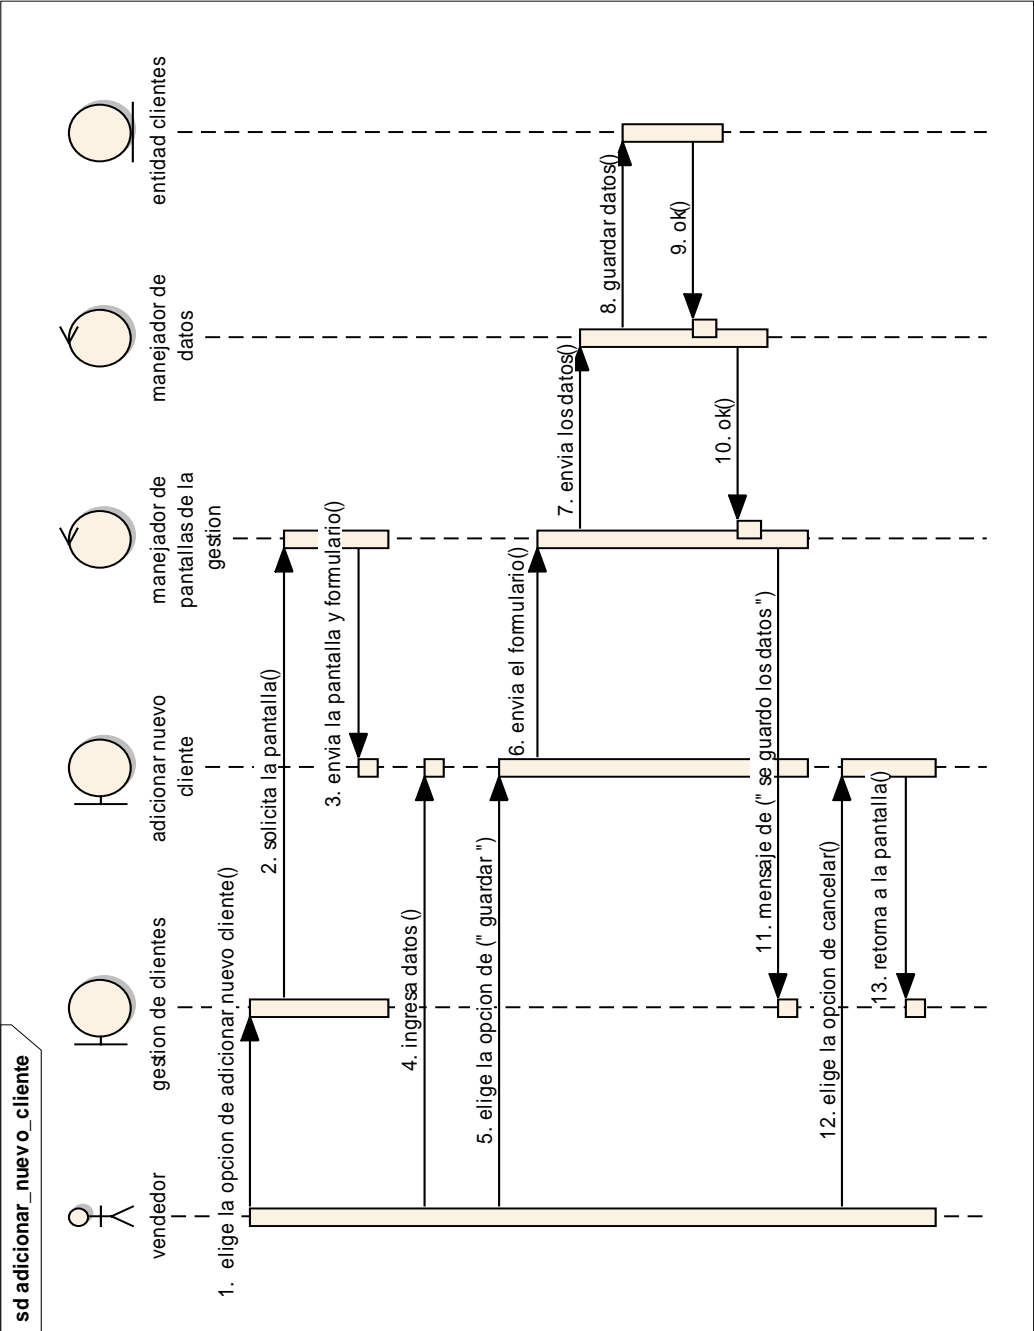 sd adicionar_nuevo_cliente
vendedor
gestion de clientes
adicionar nuevo
cliente
manejador de
pantallas de la
gestion
manejador de
datos
entidad clientes
1. elige la opcion de adicionar nuevo cliente()
2. solicita la pantalla()
3. envia la pantalla y formulario()
4. ingresa datos ()
5. elige la opcion de (" guardar ")
6. envia el formulario()
7. envia los datos()
8. guardar datos()
9. ok()
10. ok()
11. mensaje de (" se guardo los datos ")
12. elige la opcion de cancelar()
13. retorna a la pantalla()